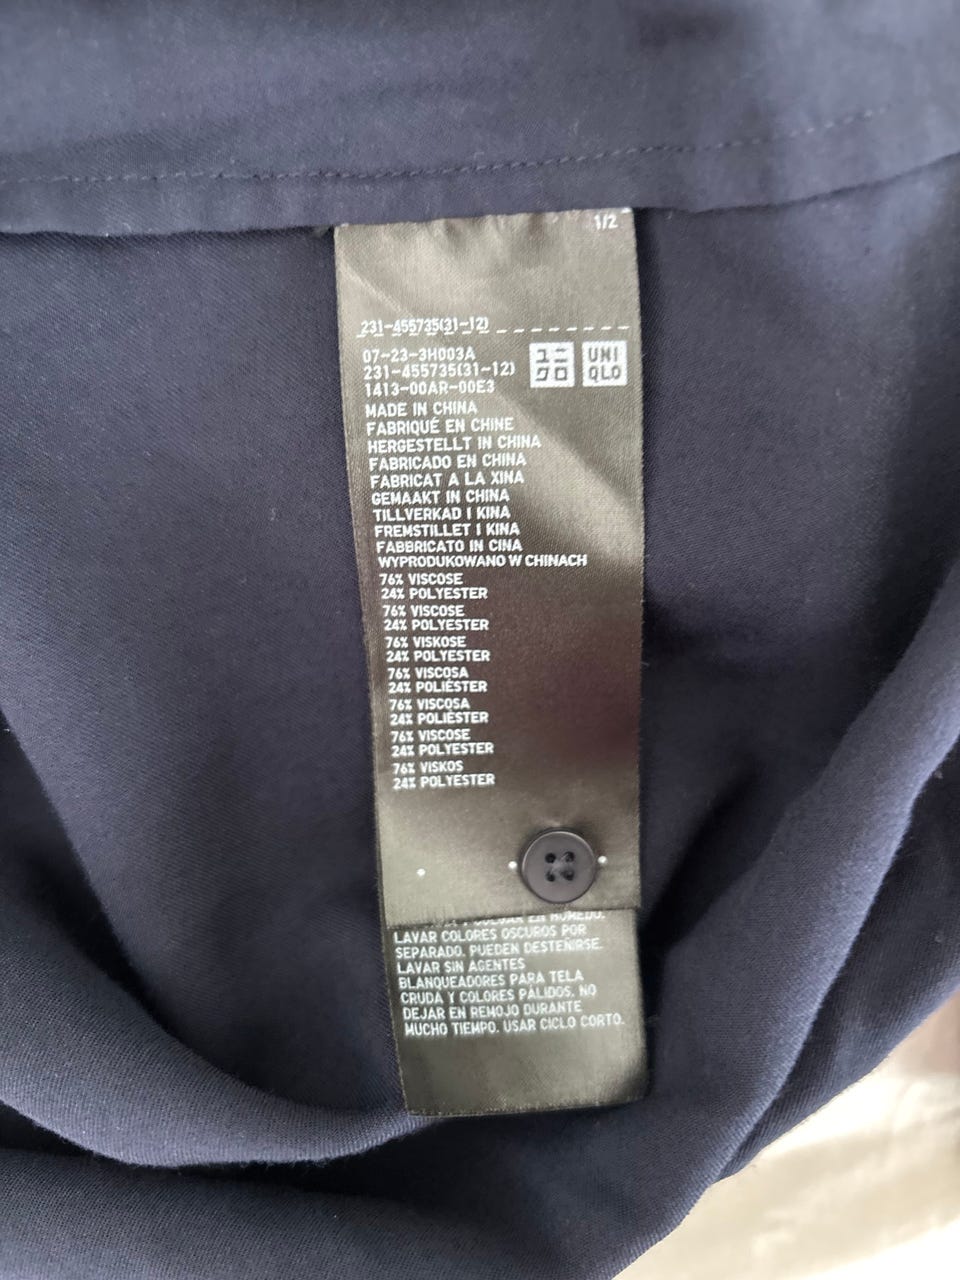 1/2
231-455735(31-12)
07-23-3H003A
231-455735(31-12)
1413-00AR-00E3
ユニ
クロ
UNI
QLO
MADE IN CHINA
FABRIQUÉ EN CHINE
HERGESTELLT IN CHINA
FABRICADO EN CHINA
FABRICAT A LA XINA
GEMAAKT IN CHINA
TILLVERKAD I KINA
FREMSTILLET I KINA
FABBRICATO IN CINA
WYPRODUKOWANO W CHINACH
76% VISCOSE
24% POLYESTER
76% VISCOSE
24% POLYESTER
76% VISKOSE
24% POLYESTER
76% VISCOSA
24% POLIÉSTER
76% VISCOSA
24% POLIÈSTER
76% VISCOSE
24% POLYESTER
76% VISKOS
24% POLYESTER
EN HÚMEDO.
LAVAR COLORES OSCUROS POR
SEPARADO. PUEDEN DESTEÑIRSE.
LAVAR SIN AGENTES
BLANQUEADORES PARA TELA
CRUDA Y COLORES PÁLIDOS. NO
DEJAR EN REMOJO DURANTE
MUCHO TIEMPO. USAR CICLO CORTO.